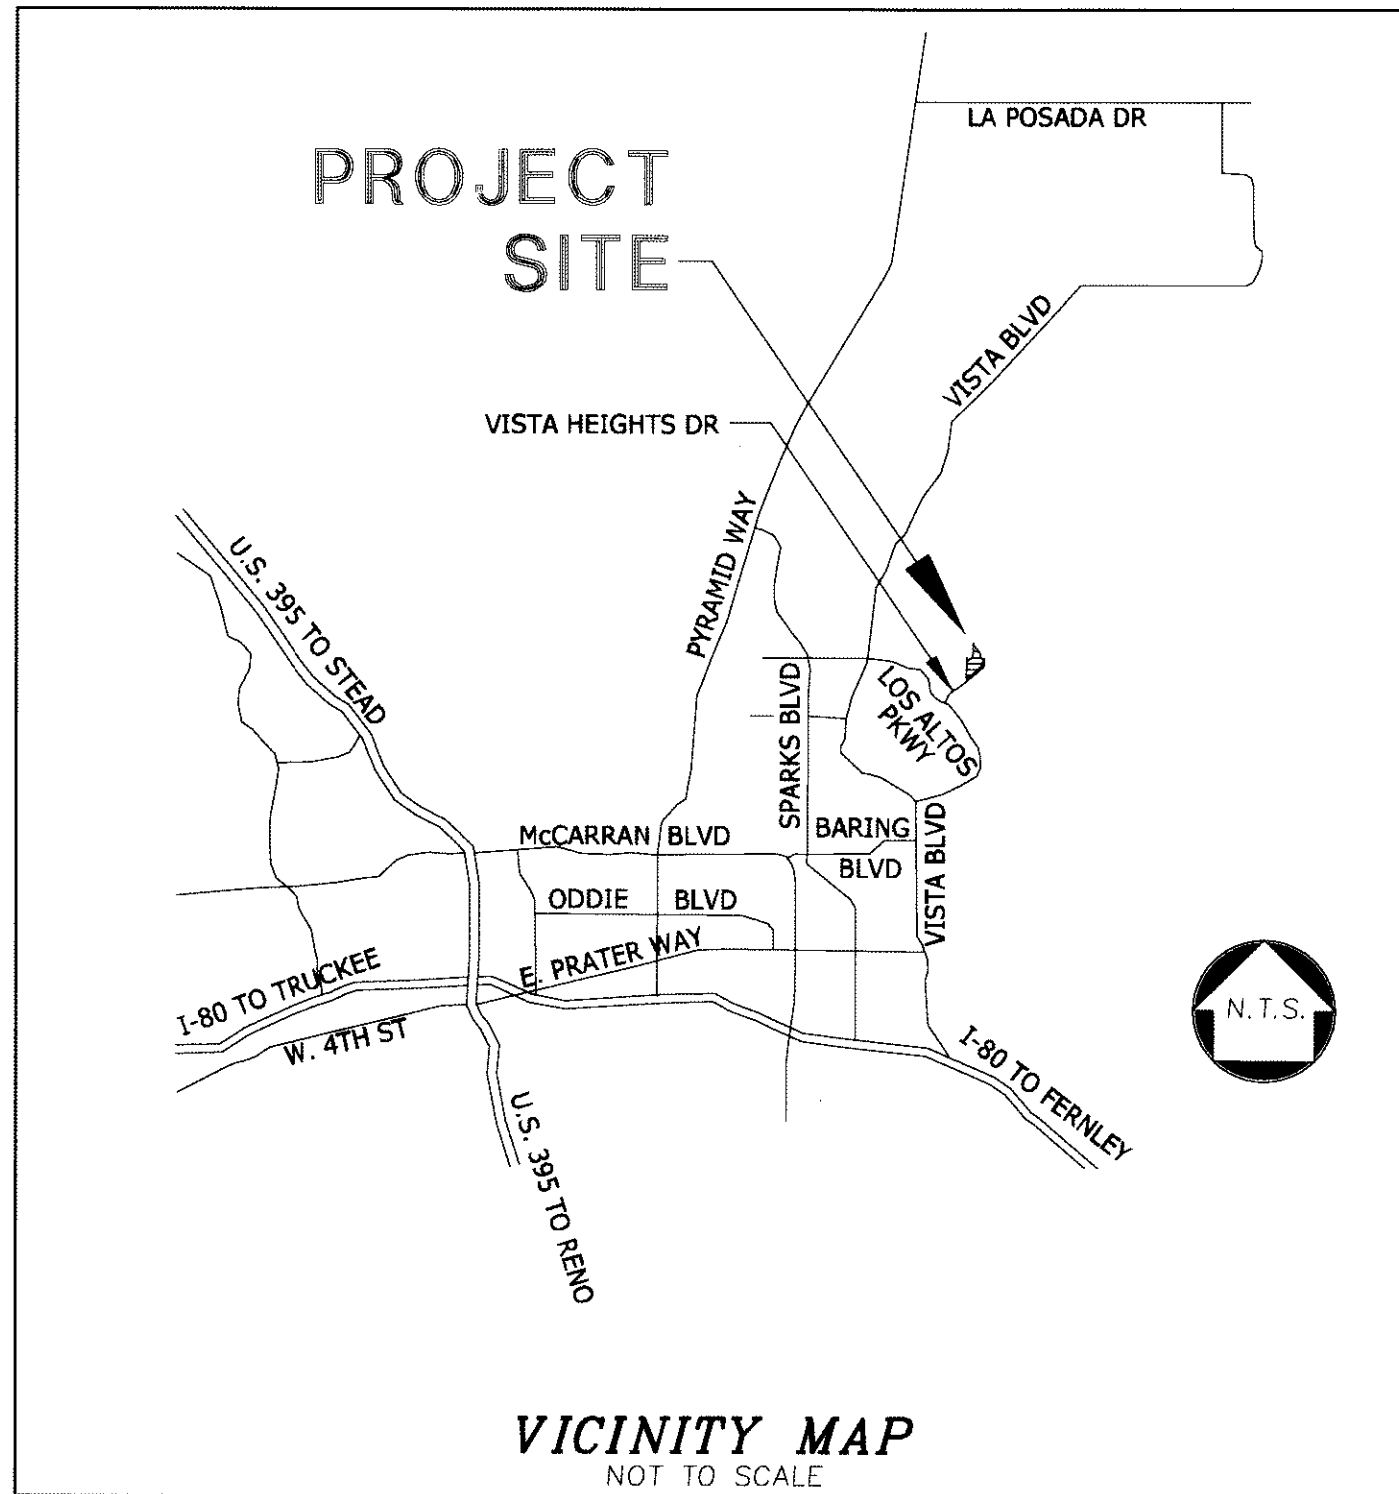 LA POSADA DR
PROJECT
SITE
VISTA BLVD
VISTA HEIGHTS DR
PYRAMID WAY
U.S. 395 TO STEAD
LOS ALTOS
PKWY
SPARKS BLVD
McCARRAN BLVD
BARING
BLVD
VISTA BLVD
ODDIE BLVD
E. PRATER WAY
I-80 TO TRUCKEE
W. 4TH ST
N.T.S.
I-80 TO FERNLEY
U.S. 395 TO RENO
VICINITY MAP
NOT TO SCALE